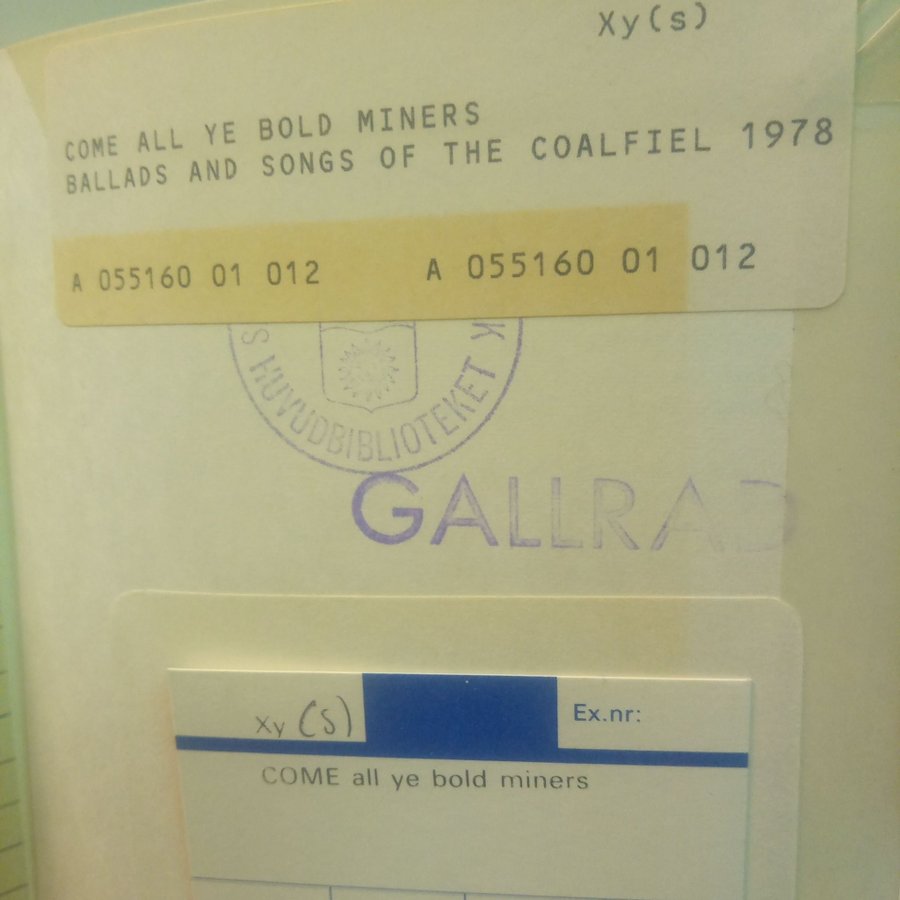 Xy(s)
COME ALL YE BOLD MINERS
BALLADS AND SONGS OF THE COALFIEL 1978
A 055160 01 012 A 055160 01 012
S HUVUDBIBLIOTEKET K
GALLRAD
Xy (s)
Ex.nr:
COME all ye bold miners